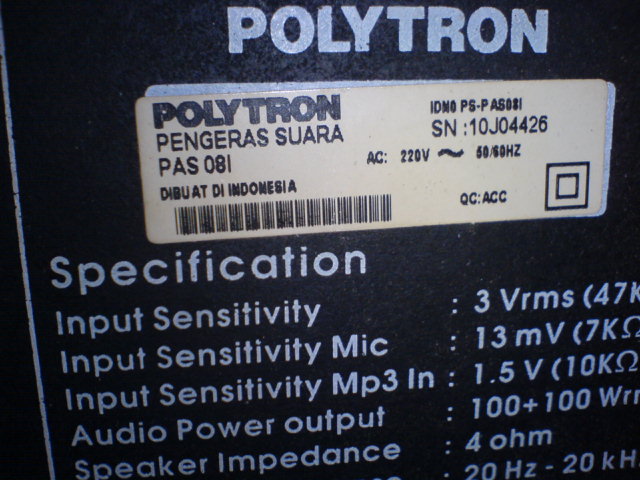 POLYTRON
POLYTRON
IDNO PS-PAS08I
PENGERAS SUARA
SN :10J04426
PAS 08I
AC: 220V ~ 50/60HZ
DIBUAT DI INDONESIA
QC:ACC
Specification
Input Sensitivity : 3 Vrms (47K
Input Sensitivity Mic : 13 mV (7KΩ
Input Sensitivity Mp3 In : 1.5 V (10KΩ
Audio Power output : 100+100 Wrm
Speaker Impedance : 4 ohm
: 20 Hz - 20 kHz